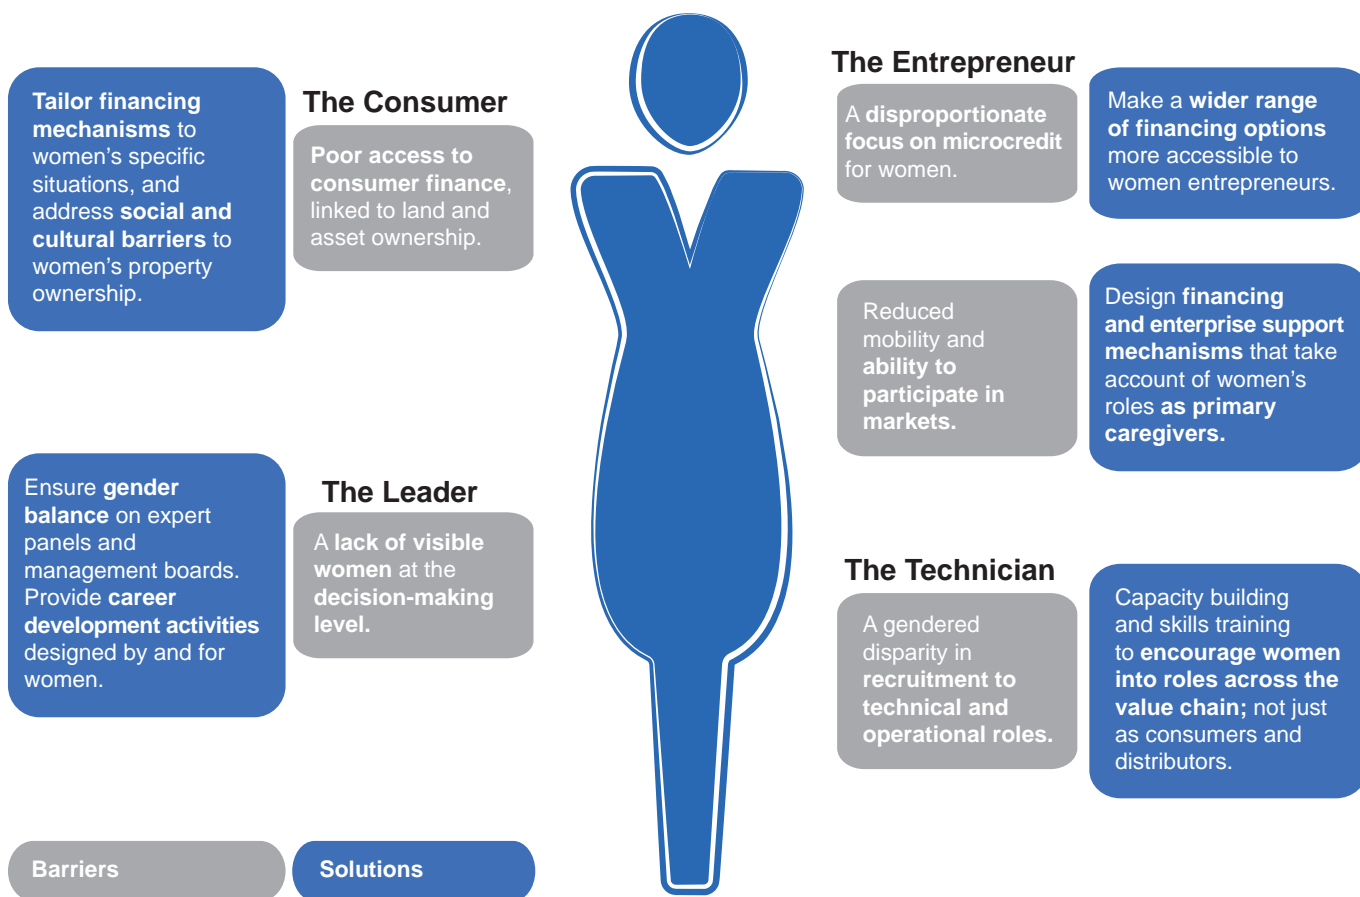 The Consumer
Poor access to
consumer finance,
linked to land and
asset ownership.
Tailor financing
mechanisms to
women’s specific
situations, and
address social and
cultural barriers to
women’s property
ownership.
The Leader
A lack of visible
women at the
decision-making
level.
Ensure gender
balance on expert
panels and
management boards.
Provide career
development activities
designed by and for
women.
The Entrepreneur
A disproportionate
focus on microcredit
for women.
Make a wider range
of financing options
more accessible to
women entrepreneurs.
Reduced
mobility and
ability to
participate in
markets.
Design financing
and enterprise support
mechanisms that take
account of women’s
roles as primary
caregivers.
The Technician
A gendered
disparity in
recruitment to
technical and
operational roles.
Capacity building
and skills training
to encourage women
into roles across the
value chain; not just
as consumers and
distributors.
Barriers
Solutions